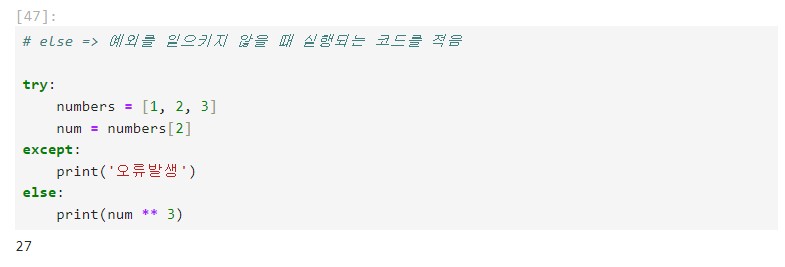 [47]:
# else => 예외를 일으키지 않을 때 실행되는 코드를 적음
try:
    numbers = [1, 2, 3]
    num = numbers[2]
except:
    print('오류발생')
else:
    print(num ** 3)
27